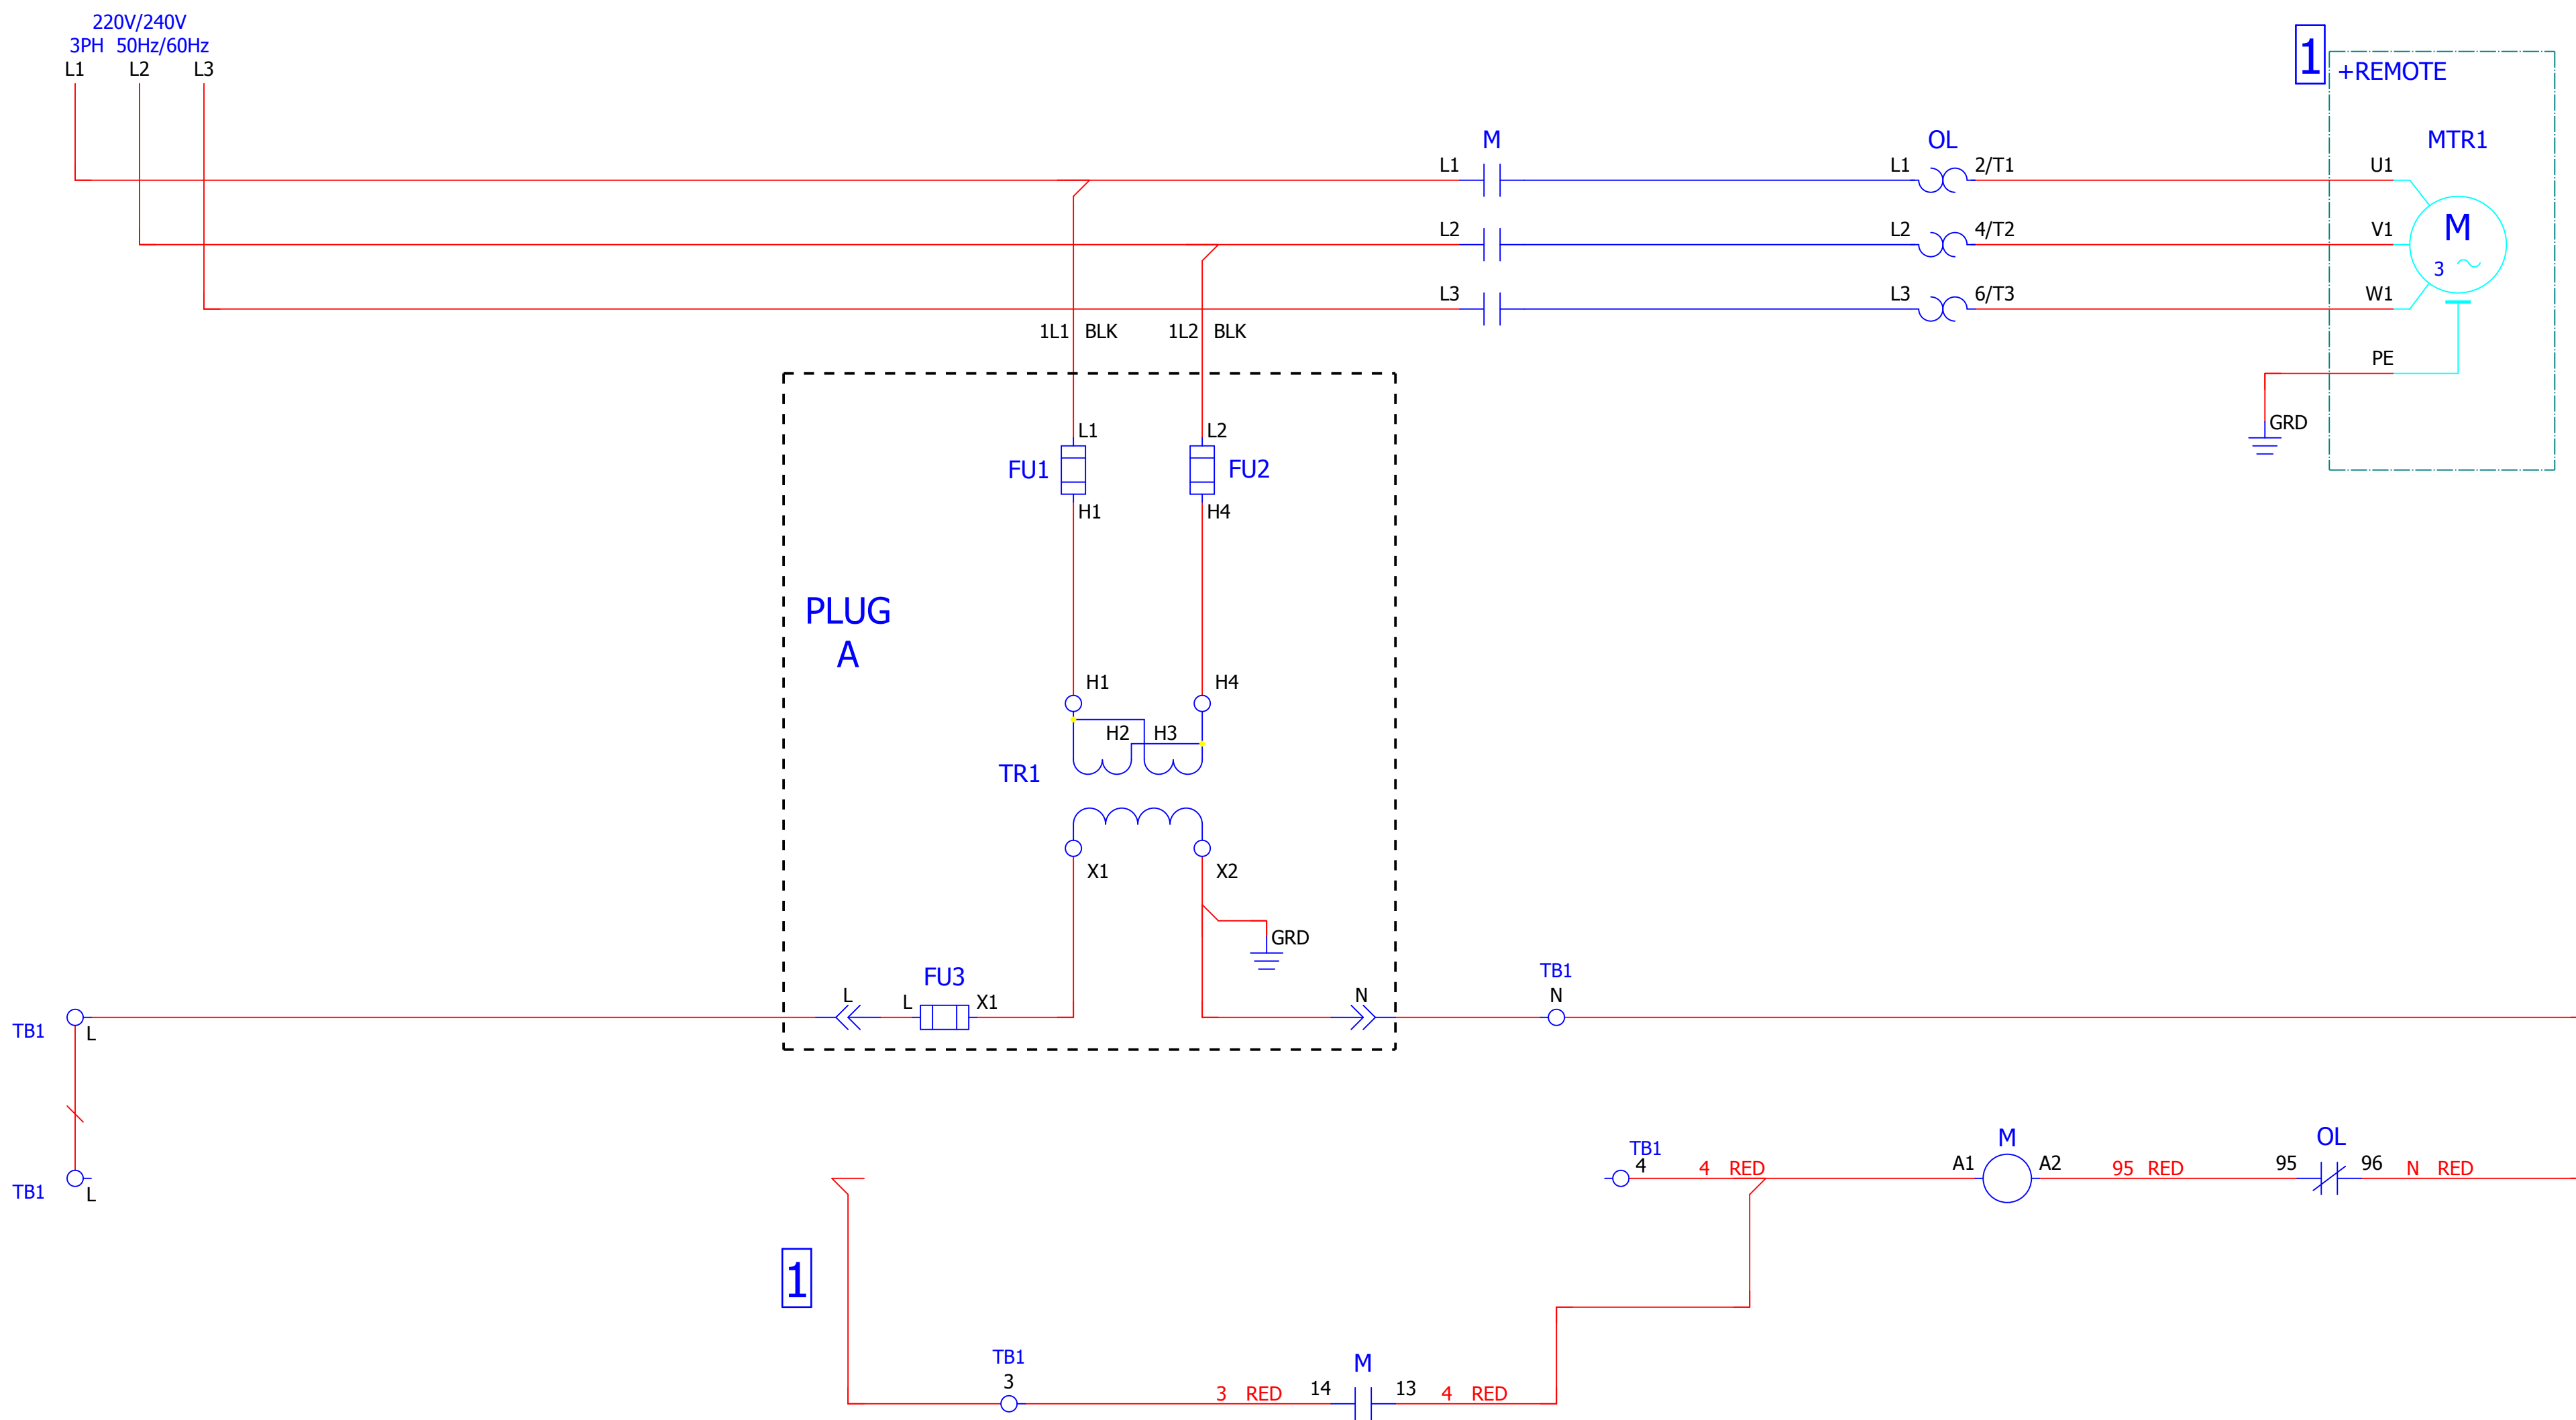 220V/240V
3PH 50Hz/60Hz
L1 L2 L3
1
+REMOTE
M
OL
MTR1
L1 L1 2/T1 U1
L2 L2 4/T2 V1
M
3
L3 L3 6/T3 W1
1L1 BLK 1L2 BLK
PE
GRD
L1 L2
FU1 FU2
H1 H4
PLUG
A
H1 H4
H2 H3
TR1
X1 X2
GRD
FU3
L L X1 N
TB1
N
TB1 L
TB1 L
TB1
4
4 RED
M
A1 A2
95 RED
OL
95 96
N RED
1
TB1
3
3 RED
M
14 13
4 RED